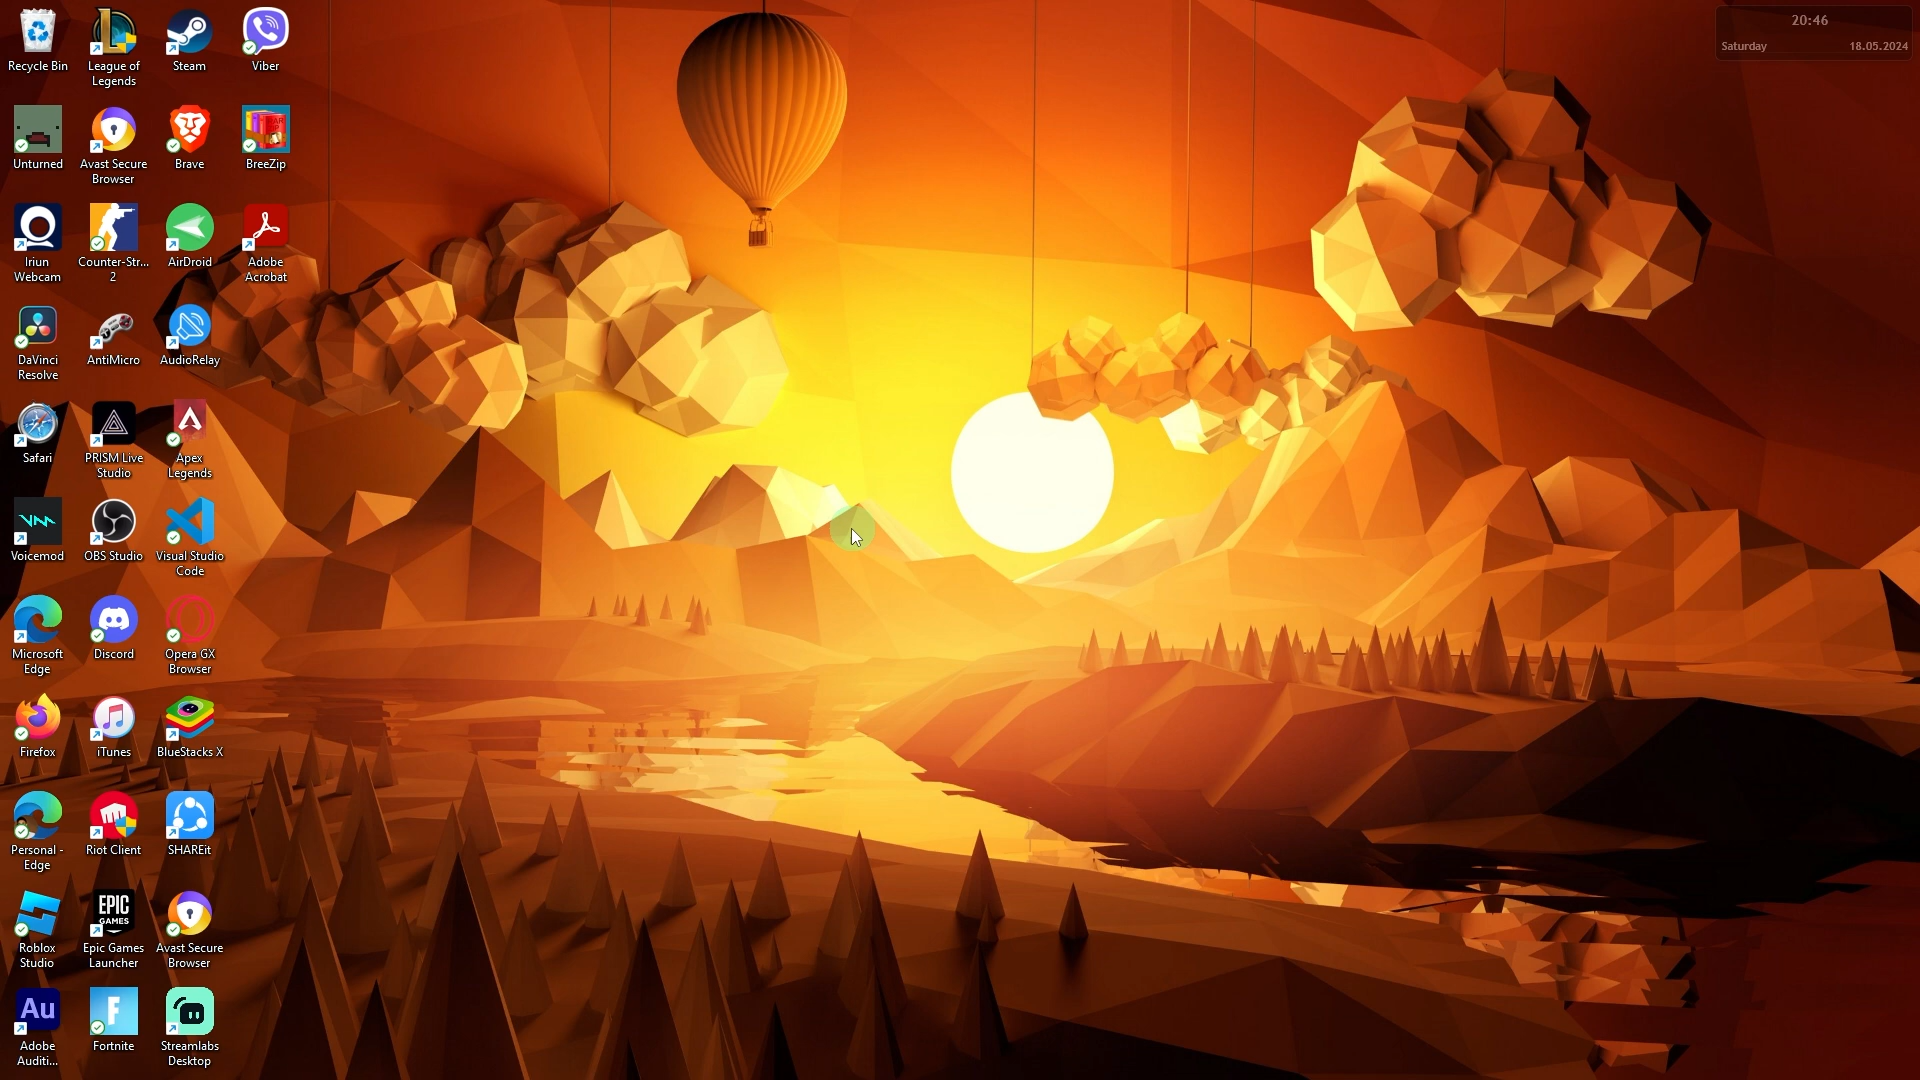 Recycle Bin
League of
Legends
Steam
Viber
Unturned
Avast Secure
Browser
Brave
BreeZip
Iriun
Webcam
Counter-Str...
2
AirDroid
Adobe
Acrobat
DaVinci
Resolve
AntiMicro
AudioRelay
Safari
PRISM Live
Studio
Apex
Legends
Voicemod
OBS Studio
Visual Studio
Code
Microsoft
Edge
Discord
Opera GX
Browser
Firefox
iTunes
BlueStacks X
Personal -
Edge
Riot Client
SHAREit
Roblox
Studio
EPIC
GAMES
Epic Games
Launcher
Avast Secure
Browser
Au
Adobe
Auditi...
F
Fortnite
Streamlabs
Desktop
20:46
Saturday 18.05.2024